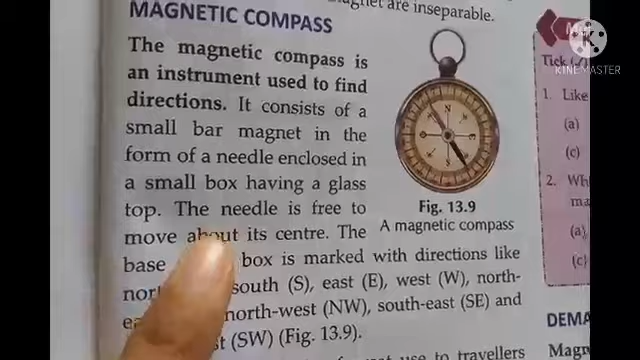 gnet are inseparable.
MAGNETIC COMPASS
The magnetic compass is
an instrument used to find
directions. It consists of a
small bar magnet in the
form of a needle enclosed in
a small box having a glass
top. The needle is free to
move about its centre. The
base box is marked with directions like
south (S), east (E), west (W), north-
north-west (NW), south-east (SE) and
(SW) (Fig. 13.9).
use to travellers
N
Fig. 13.9
A magnetic compass
K
KINEMASTER
Tick
1. Like
(a)
(c)
2. Wh
ma
(a)
(c)
DEMA
Magn